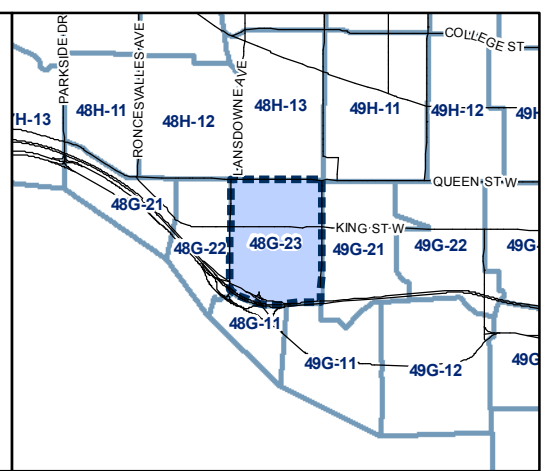 COLLEGE ST
PARKSIDE DR
RONCESVALLES AVE
LANSDOWNE AVE
48H-11
48H-12
48H-13
49H-11
49H-12
49H
H-13
QUEEN ST W
48G-21
48G-22
48G-23
KING ST W
49G-21
49G-22
49G-
48G-11
49G-11
49G-12
49G